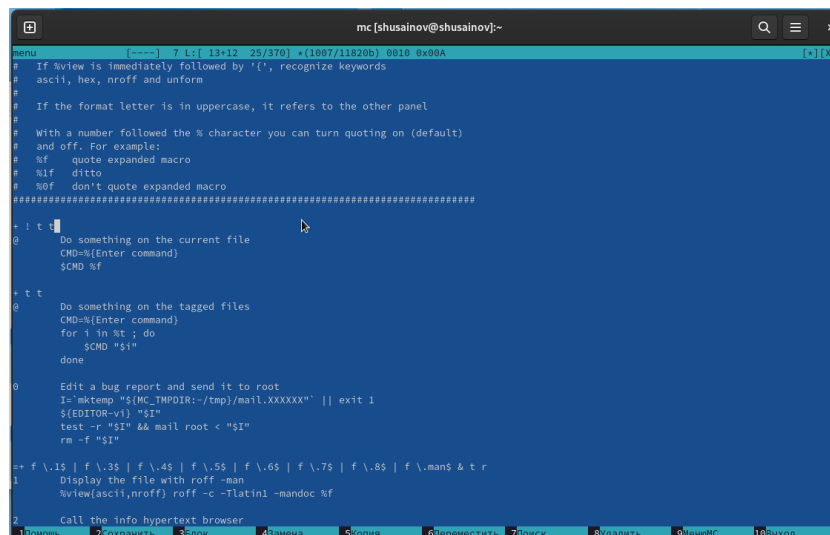 mc [shusainov@shusainov]:~
menu [----] 7 L:[ 13+12 25/370] *(1007/11820b) 0010 0x00A [*][X
# If %view is immediately followed by '{', recognize keywords
# ascii, hex, nroff and unform
#
# If the format letter is in uppercase, it refers to the other panel
#
# With a number followed the % character you can turn quoting on (default)
# and off. For example:
# %f quote expanded macro
# %1f ditto
# %0f don't quote expanded macro
###############################################################################
+ ! t t
@ Do something on the current file
CMD=%{Enter command}
$CMD %f
+ t t
@ Do something on the tagged files
CMD=%{Enter command}
for i in %t ; do
$CMD "$i"
done
0 Edit a bug report and send it to root
I=`mktemp "${MC_TMPDIR:-/tmp}/mail.XXXXXX"` || exit 1
${EDITOR-vi} "$I"
test -r "$I" && mail root < "$I"
rm -f "$I"
=+ f \.1$ | f \.3$ | f \.4$ | f \.5$ | f \.6$ | f \.7$ | f \.8$ | f \.man$ & t r
1 Display the file with roff -man
%view{ascii,nroff} roff -c -Tlatin1 -mandoc %f
2 Call the info hypertext browser
1Помощь 2Сохранить 3Блок 4Замена 5Копия 6Переместить 7Поиск 8Удалить 9МенюMC 10Выход